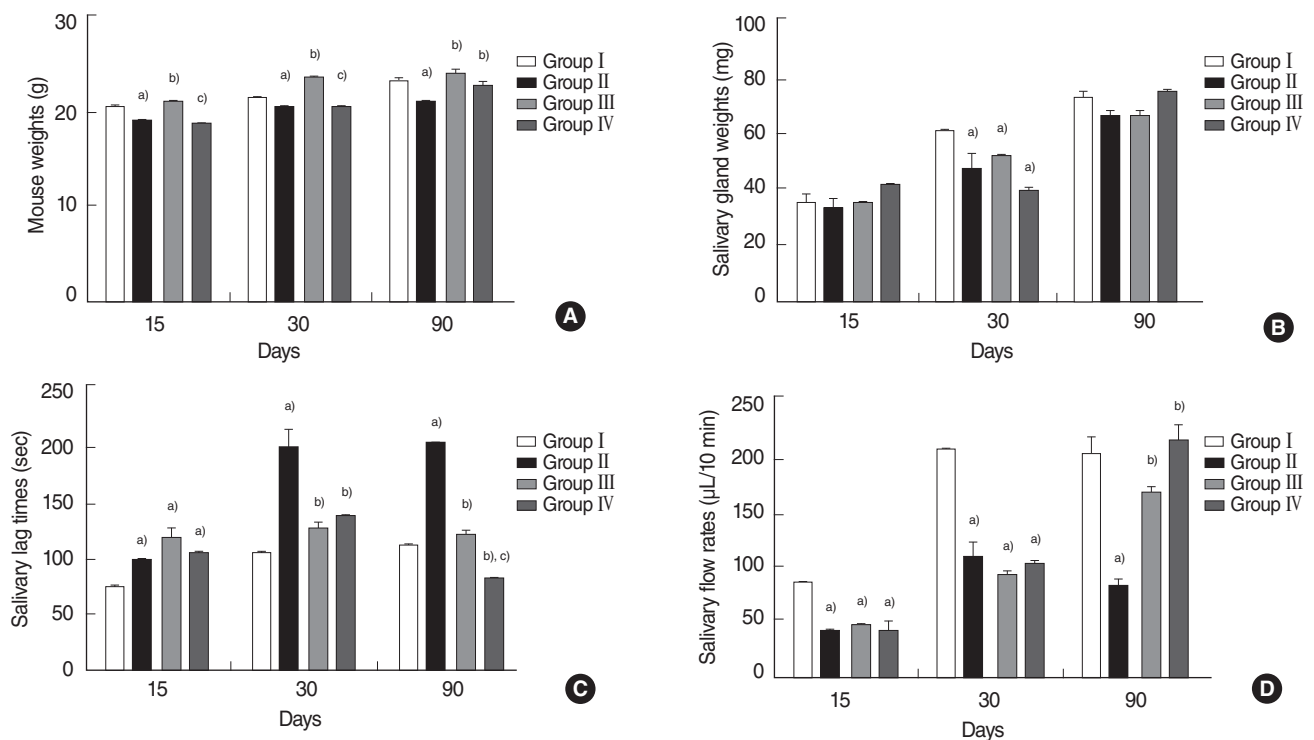 Mouse weights (g)
30
20
10
0
a)
b)
c)
a)
b)
c)
a)
b)
b)
15
30
90
Days
Group I
Group II
Group III
Group IV
A
Salivary gland weights (mg)
100
80
60
40
20
0
a)
a)
a)
15
30
90
Days
Group I
Group II
Group III
Group IV
B
Salivary lag times (sec)
250
200
150
100
50
0
a)
a)
a)
a)
b)
b)
a)
b)
b), c)
15
30
90
Days
Group I
Group II
Group III
Group IV
C
Salivary flow rates (µL/10 min)
250
200
150
100
50
0
a)
a)
a)
a)
a)
a)
a)
b)
b)
15
30
90
Days
Group I
Group II
Group III
Group IV
D